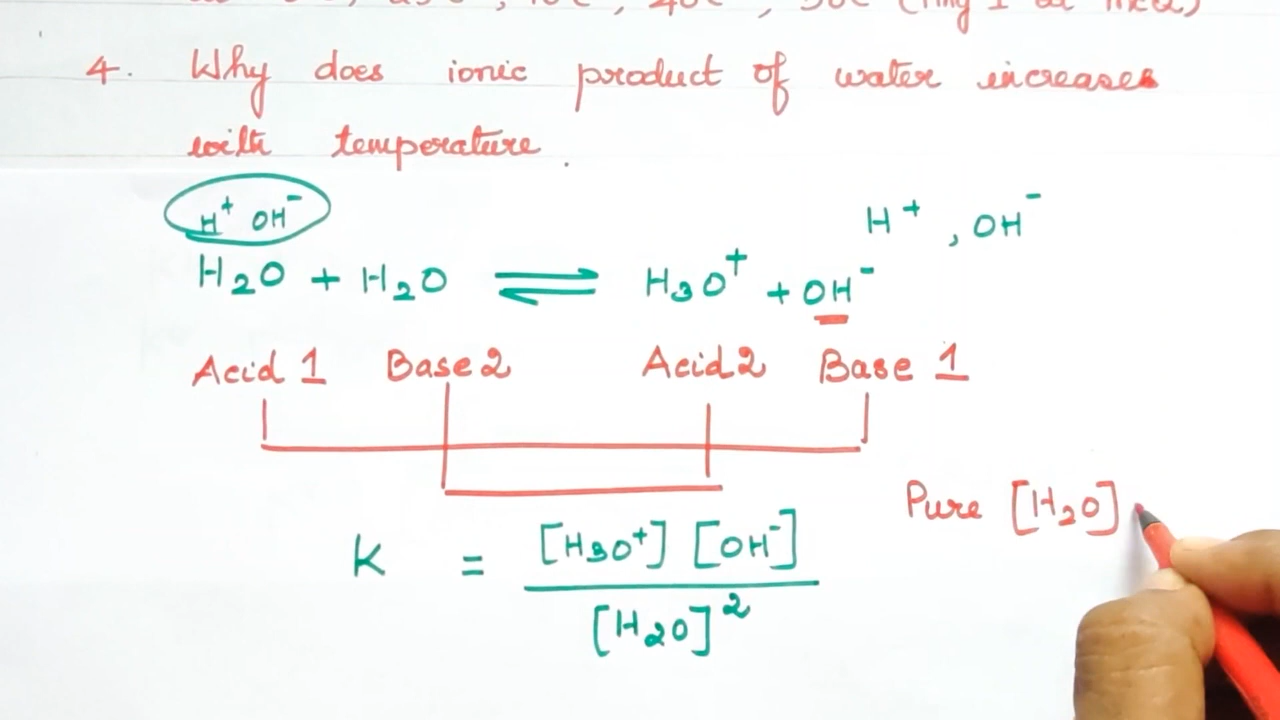 4. Why does ionic product of water increases
with temperature.
H⁺ OH⁻
H⁺ , OH⁻
H₂O + H₂O ⇌ H₃O⁺ + OH⁻
Acid 1 Base 2 Acid 2 Base 1
Pure [H₂O]
K = [H₃O⁺] [OH⁻]
[H₂O]²